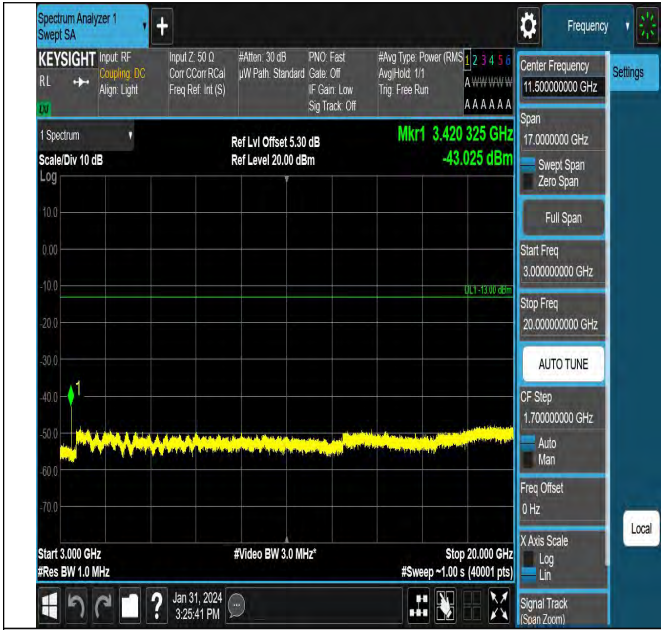 Spectrum Analyzer 1
Swept SA
Frequency
KEYSIGHT
RL
Input: RF
Coupling: DC
Align: Light
Input Z: 50 Ω
Corr CCorr RCal
Freq Ref: Int (S)
#Atten: 30 dB
µW Path: Standard
PNO: Fast
Gate: Off
IF Gain: Low
Sig Track: Off
#Avg Type: Power (RMS
Avg|Hold: 1/1
Trig: Free Run
1 2 3 4 5 6
A W W W W W
A A A A A A
1 Spectrum
Scale/Div 10 dB
Ref Lvl Offset 5.30 dB
Ref Level 20.00 dBm
Mkr1 3.420 325 GHz
-43.025 dBm
Log
10.0
0.00
-10.0
DL1 -13.00 dBm
-20.0
-30.0
-40.0
1
-50.0
-60.0
-70.0
Start 3.000 GHz
#Res BW 1.0 MHz
#Video BW 3.0 MHz*
Stop 20.000 GHz
#Sweep ~1.00 s (40001 pts)
Jan 31, 2024
3:25:41 PM
Center Frequency
11.500000000 GHz
Settings
Span
17.0000000 GHz
Swept Span
Zero Span
Full Span
Start Freq
3.000000000 GHz
Stop Freq
20.000000000 GHz
AUTO TUNE
CF Step
1.700000000 GHz
Auto
Man
Freq Offset
0 Hz
X Axis Scale
Log
Lin
Local
Signal Track
(Span Zoom)